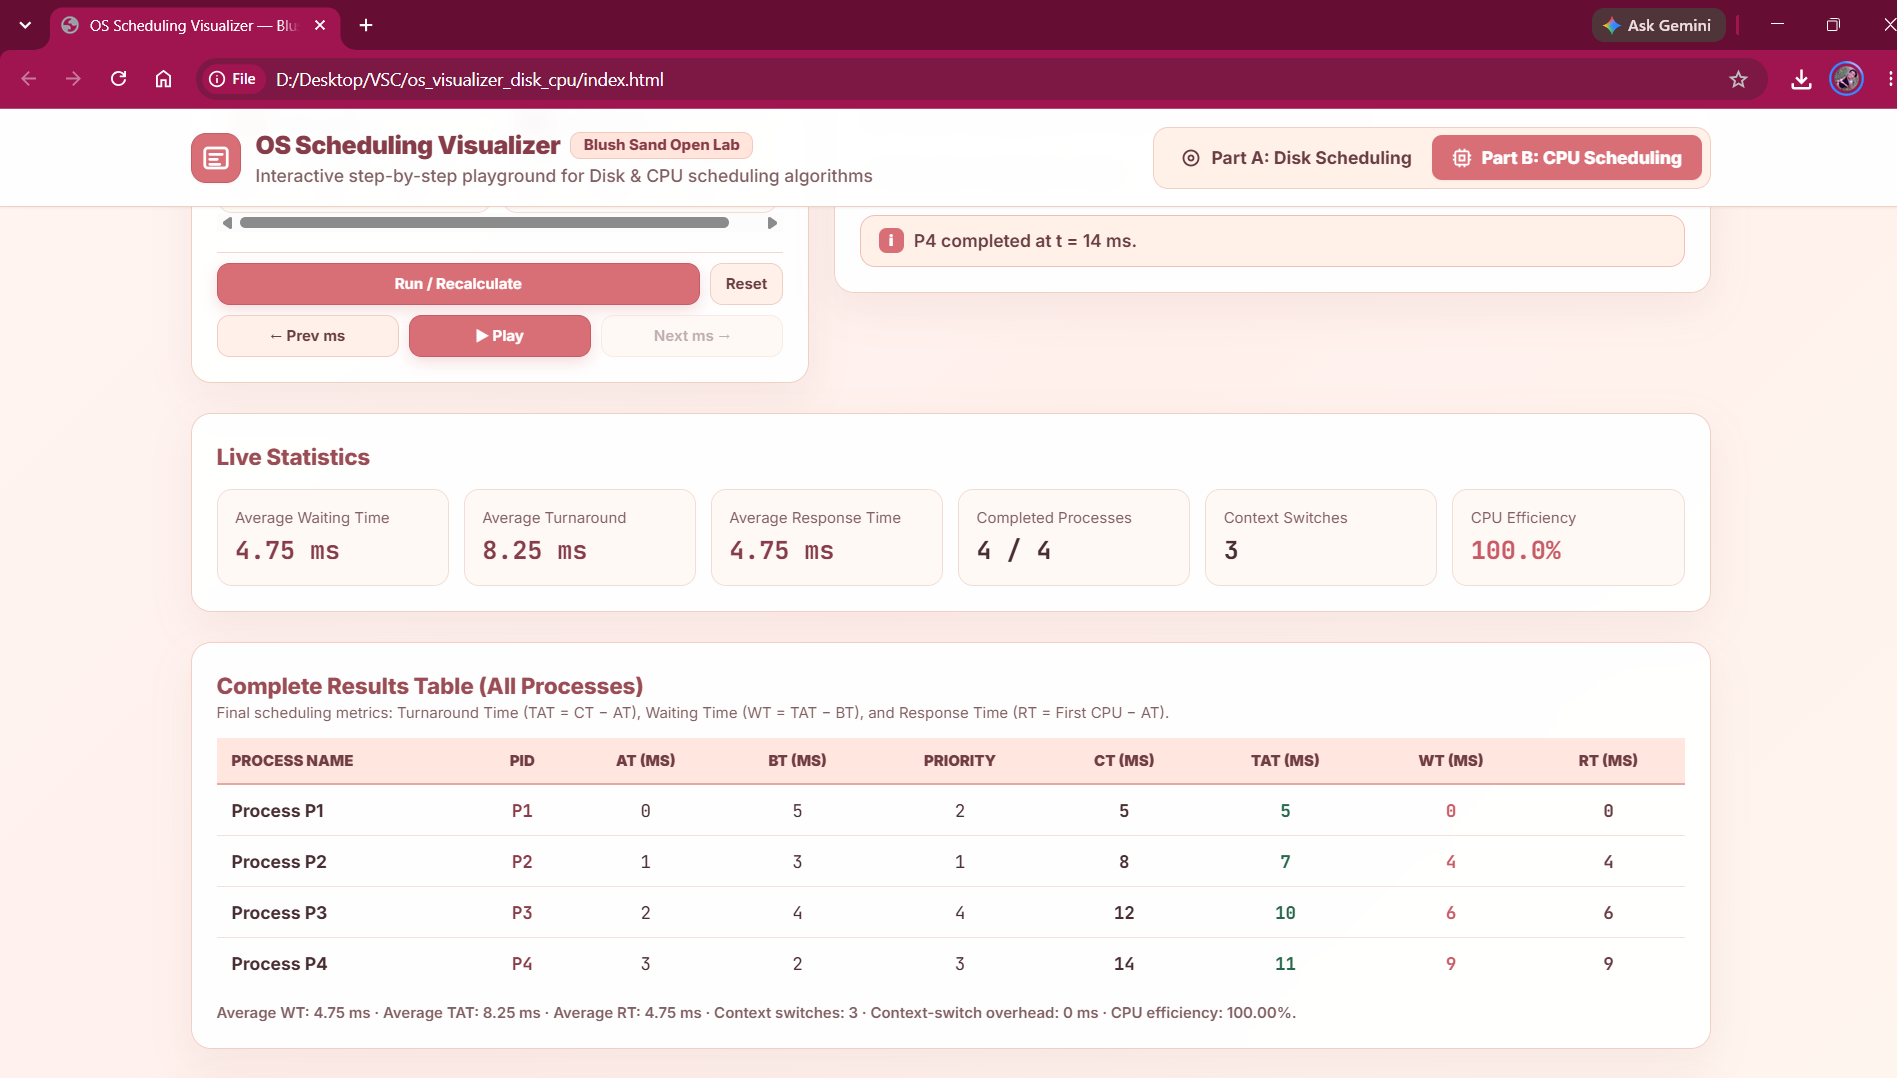 OS Scheduling Visualizer — Blu
Ask Gemini
File D:/Desktop/VSC/os_visualizer_disk_cpu/index.html
OS Scheduling Visualizer Blush Sand Open Lab
Interactive step-by-step playground for Disk & CPU scheduling algorithms
Part A: Disk Scheduling Part B: CPU Scheduling
i P4 completed at t = 14 ms.
Run / Recalculate Reset
← Prev ms ▶ Play Next ms →
Live Statistics
Average Waiting Time Average Turnaround Average Response Time Completed Processes Context Switches CPU Efficiency
4.75 ms 8.25 ms 4.75 ms 4 / 4 3 100.0%
Complete Results Table (All Processes)
Final scheduling metrics: Turnaround Time (TAT = CT − AT), Waiting Time (WT = TAT − BT), and Response Time (RT = First CPU − AT).
PROCESS NAME PID AT (MS) BT (MS) PRIORITY CT (MS) TAT (MS) WT (MS) RT (MS)
Process P1 P1 0 5 2 5 5 0 0
Process P2 P2 1 3 1 8 7 4 4
Process P3 P3 2 4 4 12 10 6 6
Process P4 P4 3 2 3 14 11 9 9
Average WT: 4.75 ms · Average TAT: 8.25 ms · Average RT: 4.75 ms · Context switches: 3 · Context-switch overhead: 0 ms · CPU efficiency: 100.00%.